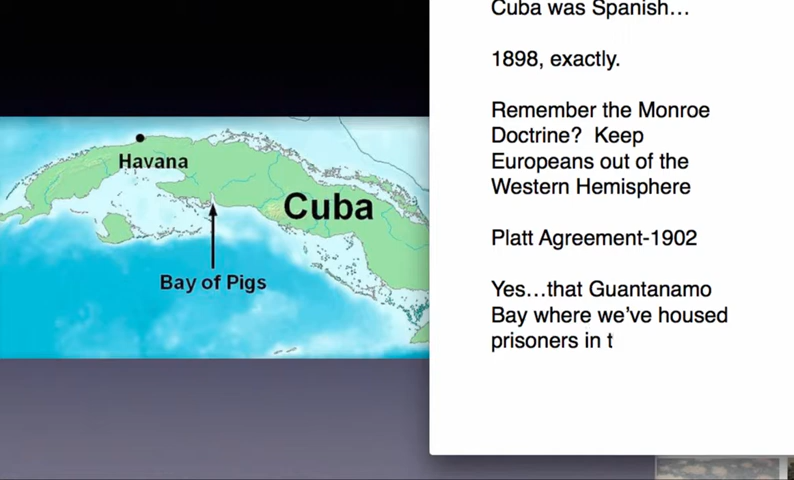 Havana
Cuba
Bay of Pigs
Cuba was Spanish…
1898, exactly.
Remember the Monroe
Doctrine?  Keep
Europeans out of the
Western Hemisphere
Platt Agreement-1902
Yes…that Guantanamo
Bay where we’ve housed
prisoners in t